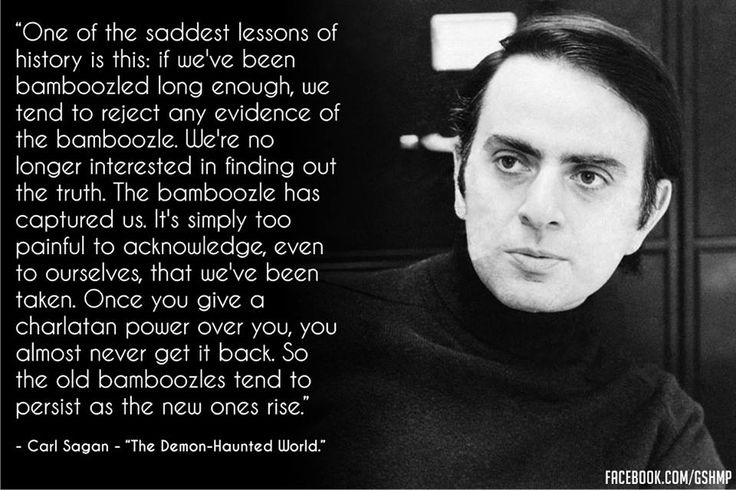 “One of the saddest lessons of
history is this: if we've been
bamboozled long enough, we
tend to reject any evidence of
the bamboozle. We're no
longer interested in finding out
the truth. The bamboozle has
captured us. It's simply too
painful to acknowledge, even
to ourselves, that we've been
taken. Once you give a
charlatan power over you, you
almost never get it back. So
the old bamboozles tend to
persist as the new ones rise.”
- Carl Sagan - “The Demon-Haunted World.”
FACEBOOK.COM/GSHMP